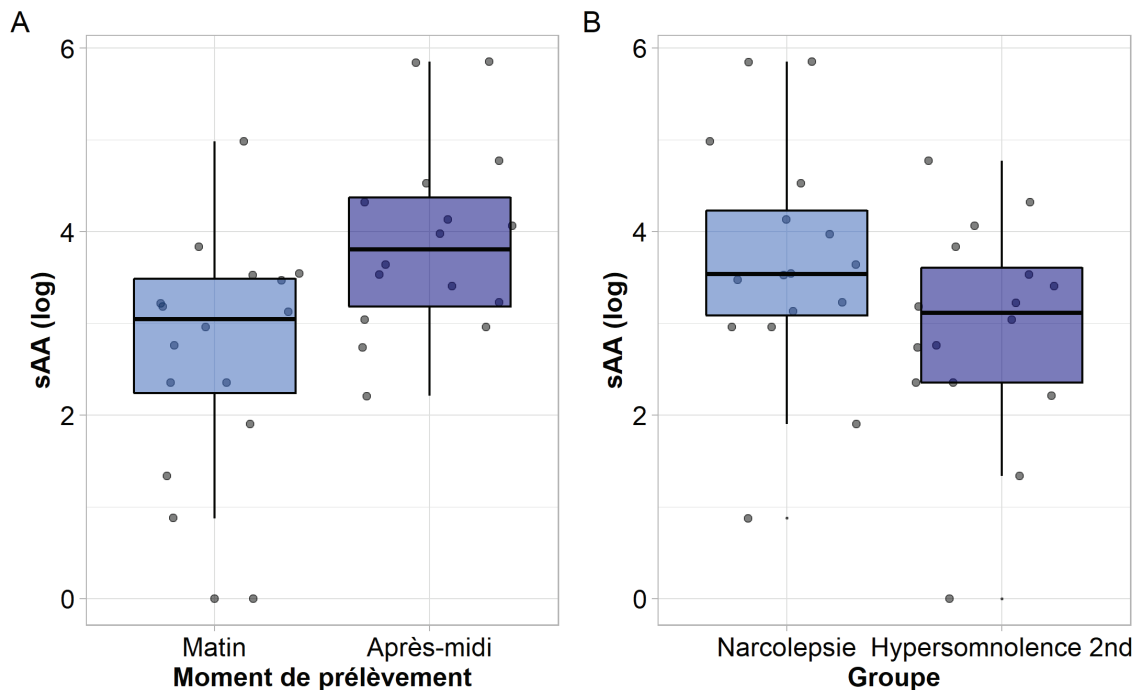 A
sAA (log)
6
4
2
0
Matin
Après-midi
Moment de prélèvement
B
sAA (log)
6
4
2
0
Narcolepsie
Hypersomnolence 2nd
Groupe